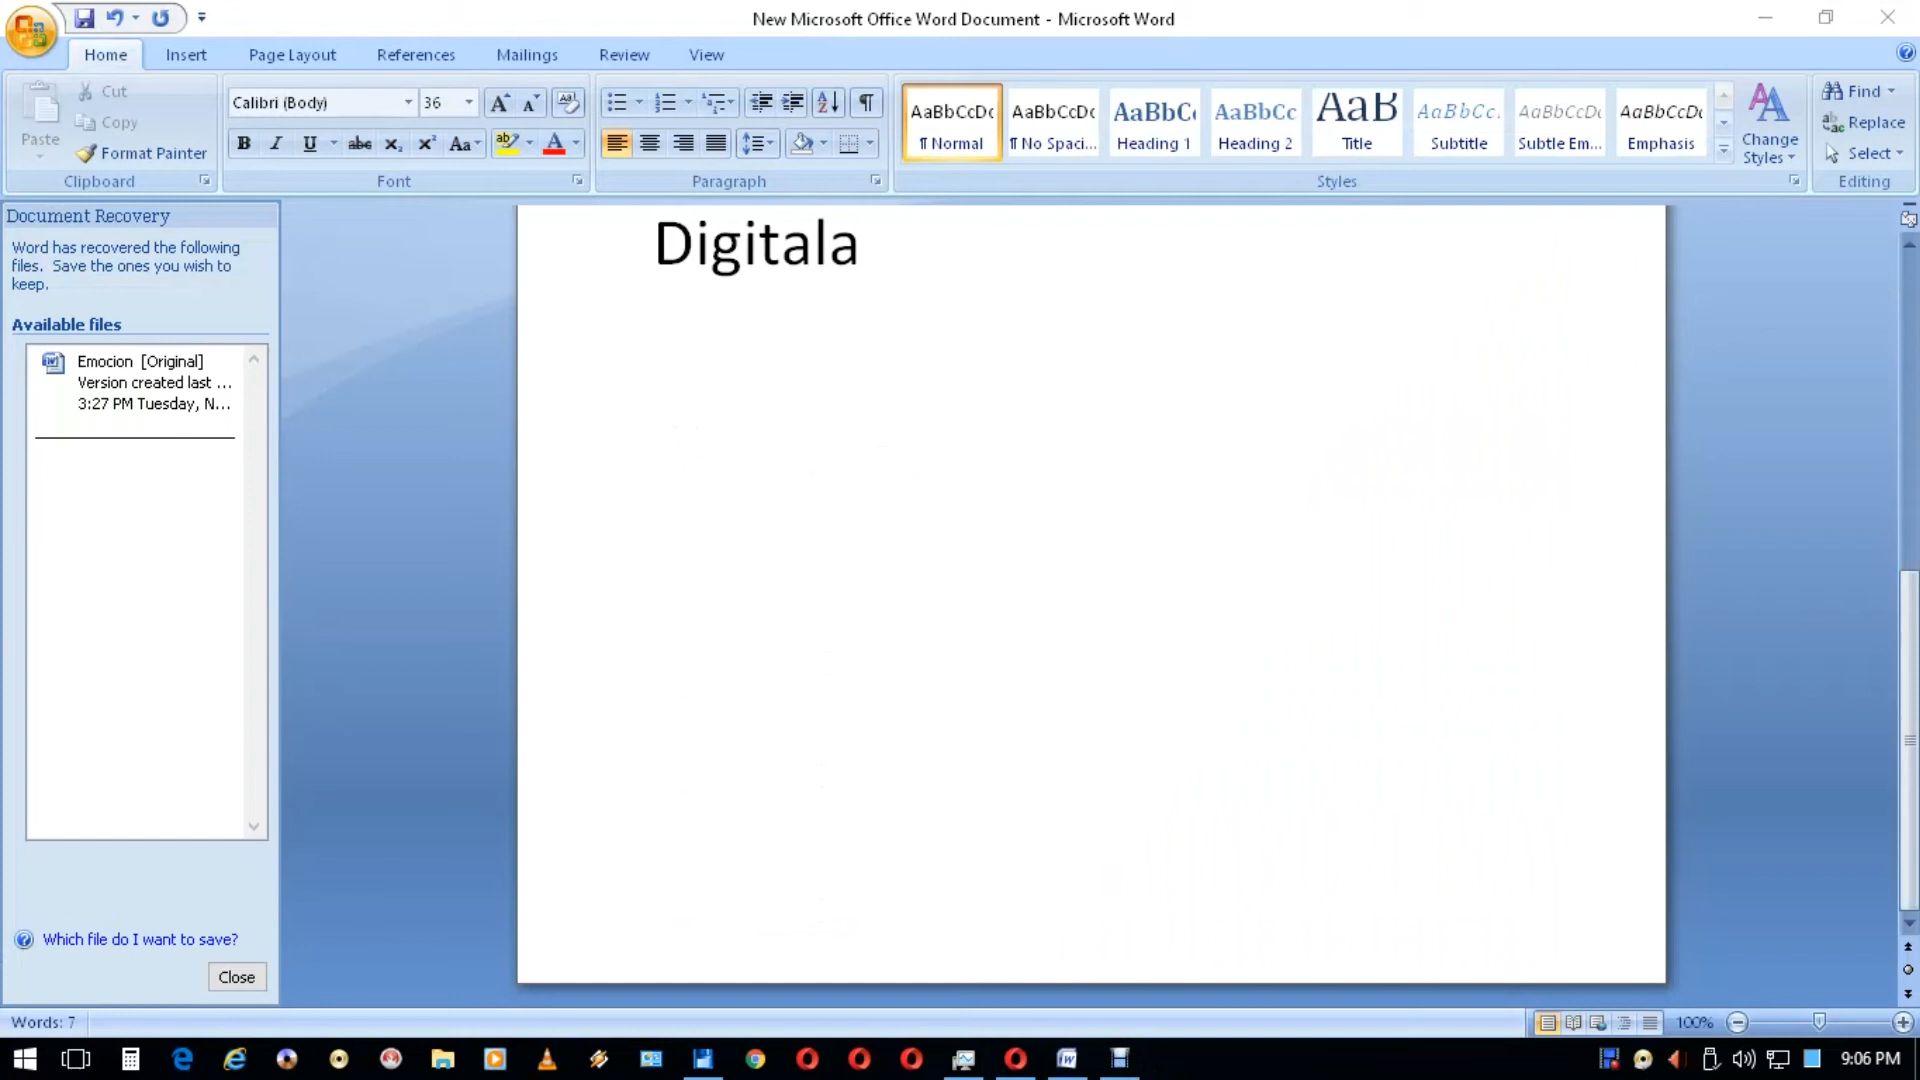 New Microsoft Office Word Document - Microsoft Word
Home Insert Page Layout References Mailings Review View
Paste
Cut
Copy
Format Painter
Clipboard
Calibri (Body) 36
Font
Paragraph
AaBbCcDc AaBbCcDc AaBbC AaBbCc AaB AaBbCc. AaBbCcDc AaBbCcDc
¶ Normal ¶ No Spaci... Heading 1 Heading 2 Title Subtitle Subtle Em... Emphasis
Change
Styles
Styles
Find
Replace
Select
Editing
Document Recovery
Word has recovered the following
files. Save the ones you wish to
keep.
Available files
Emocion [Original]
Version created last ...
3:27 PM Tuesday, N...
Which file do I want to save?
Close
Digitala
Words: 7
100%
9:06 PM